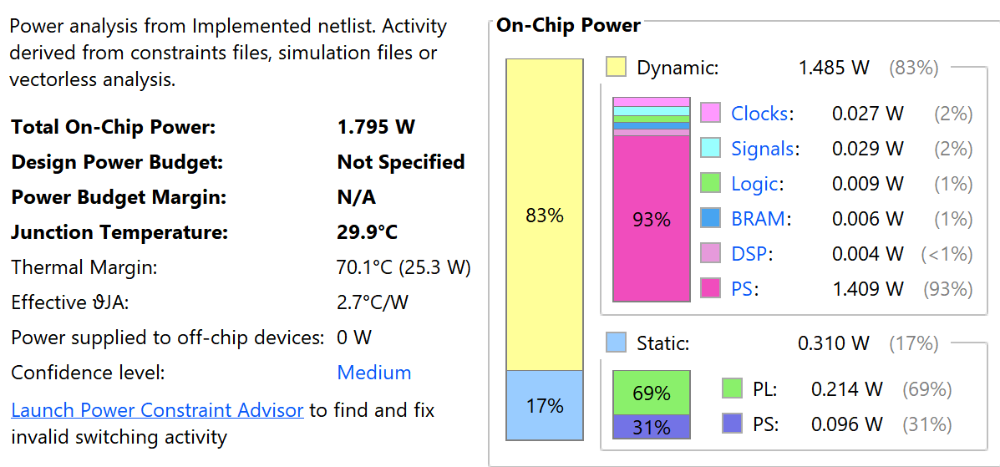 Power analysis from Implemented netlist. Activity
derived from constraints files, simulation files or
vectorless analysis.
Total On-Chip Power: 1.795 W
Design Power Budget: Not Specified
Power Budget Margin: N/A
Junction Temperature: 29.9°C
Thermal Margin: 70.1°C (25.3 W)
Effective ϑJA: 2.7°C/W
Power supplied to off-chip devices: 0 W
Confidence level: Medium
Launch Power Constraint Advisor to find and fix
invalid switching activity
On-Chip Power
83%
17%
Dynamic: 1.485 W (83%)
93%
Clocks: 0.027 W (2%)
Signals: 0.029 W (2%)
Logic: 0.009 W (1%)
BRAM: 0.006 W (1%)
DSP: 0.004 W (<1%)
PS: 1.409 W (93%)
Static: 0.310 W (17%)
69%
31%
PL: 0.214 W (69%)
PS: 0.096 W (31%)